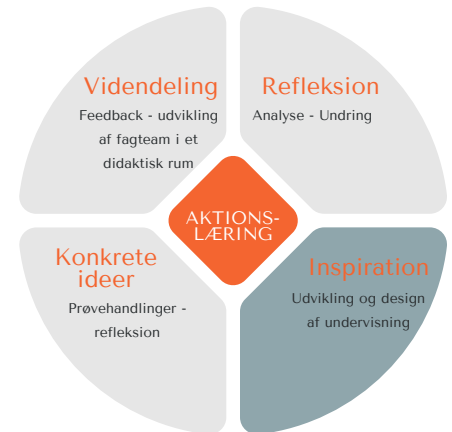 Videndeling
Feedback - udvikling
af fagteam i et
didaktisk rum
Refleksion
Analyse - Undring
AKTIONS-
LÆRING
Konkrete
ideer
Prøvehandlinger -
refleksion
Inspiration
Udvikling og design
af undervisning